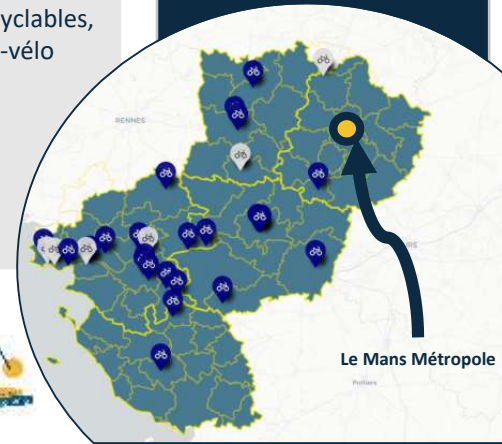 yclables,
-vélo
RENNES
Le Mans Métropole
Poitiers